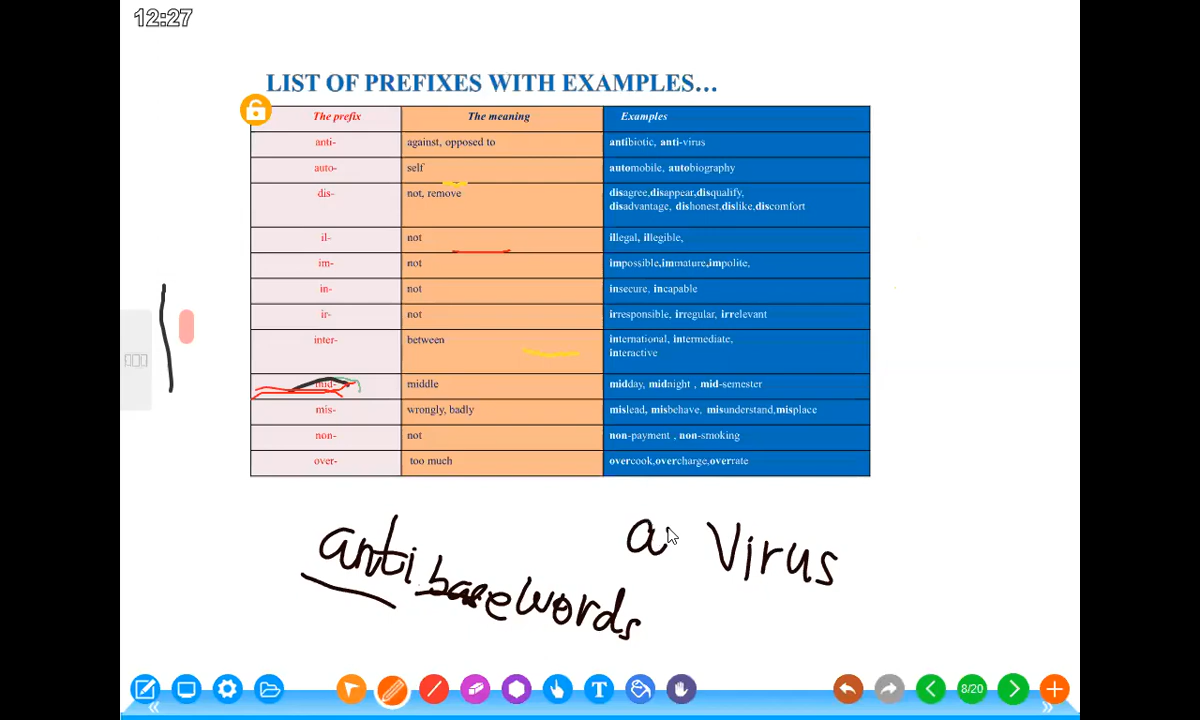 12:27
LIST OF PREFIXES WITH EXAMPLES…
The prefix The meaning Examples
anti- against, opposed to antibiotic, anti-virus
auto- self automobile, autobiography
dis- not, remove disagree,disappear,disqualify,
disadvantage, dishonest,dislike,discomfort
il- not illegal, illegible,
im- not impossible,immature,impolite,
in- not insecure, incapable
ir- not irresponsible, irregular, irrelevant
inter- between international, intermediate,
interactive
mid- middle midday, midnight , mid-semester
mis- wrongly, badly mislead, misbehave, misunderstand,misplace
non- not non-payment , non-smoking
over- too much overcook,overcharge,overrate
anti a Virus
base words
T 8/20